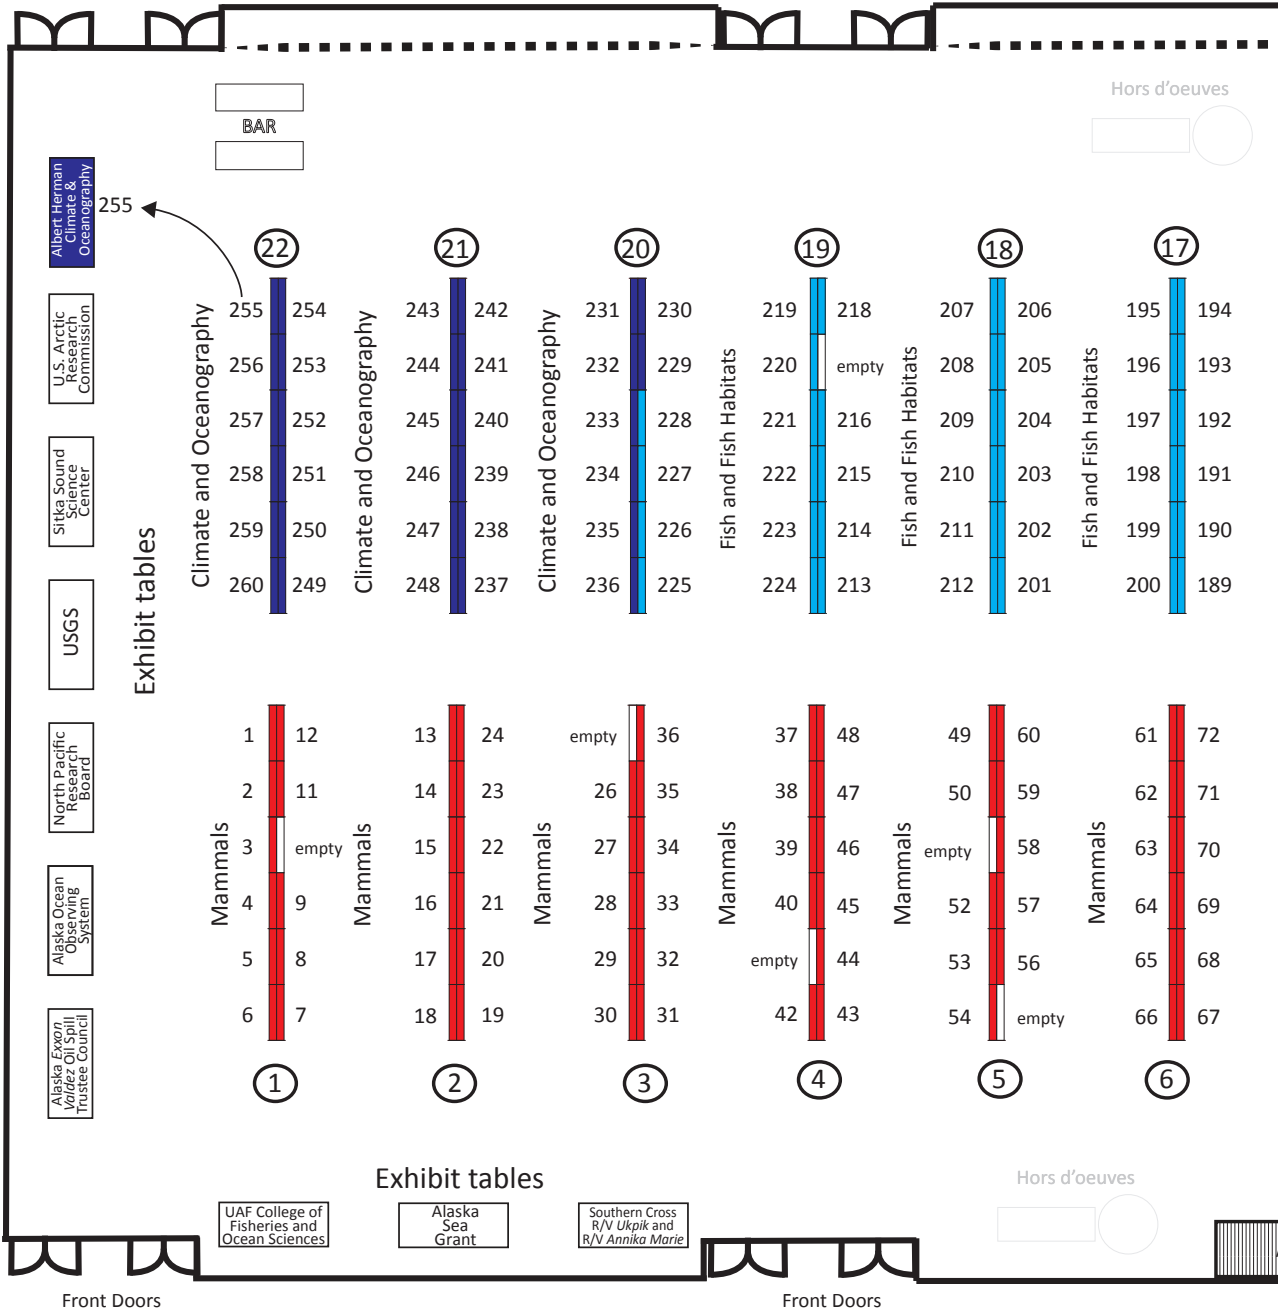 Hors d'oeuves
BAR
Albert Herman
Climate &
Oceanography
255
22
21
20
19
18
17
Climate and Oceanography
255 254
256 253
257 252
258 251
259 250
260 249
Climate and Oceanography
243 242
244 241
245 240
246 239
247 238
248 237
Climate and Oceanography
231 230
232 229
233 228
234 227
235 226
236 225
Fish and Fish Habitats
219 218
220 empty
221 216
222 215
223 214
224 213
Fish and Fish Habitats
207 206
208 205
209 204
210 203
211 202
212 201
Fish and Fish Habitats
195 194
196 193
197 192
198 191
199 190
200 189
U.S. Arctic
Research
Commission
Sitka Sound
Science
Center
USGS
North Pacific
Research
Board
Alaska Ocean
Observing
System
Alaska Exxon
Valdez Oil Spill
Trustee Council
Exhibit tables
Mammals
1 12
2 11
3 empty
4 9
5 8
6 7
Mammals
13 24
14 23
15 22
16 21
17 20
18 19
Mammals
empty 36
26 35
27 34
28 33
29 32
30 31
Mammals
37 48
38 47
39 46
40 45
empty 44
42 43
Mammals
49 60
50 59
empty 58
52 57
53 56
54 empty
Mammals
61 72
62 71
63 70
64 69
65 68
66 67
1
2
3
4
5
6
Exhibit tables
Hors d'oeuves
UAF College of
Fisheries and
Ocean Sciences
Alaska
Sea
Grant
Southern Cross
R/V Ukpik and
R/V Annika Marie
Front Doors
Front Doors